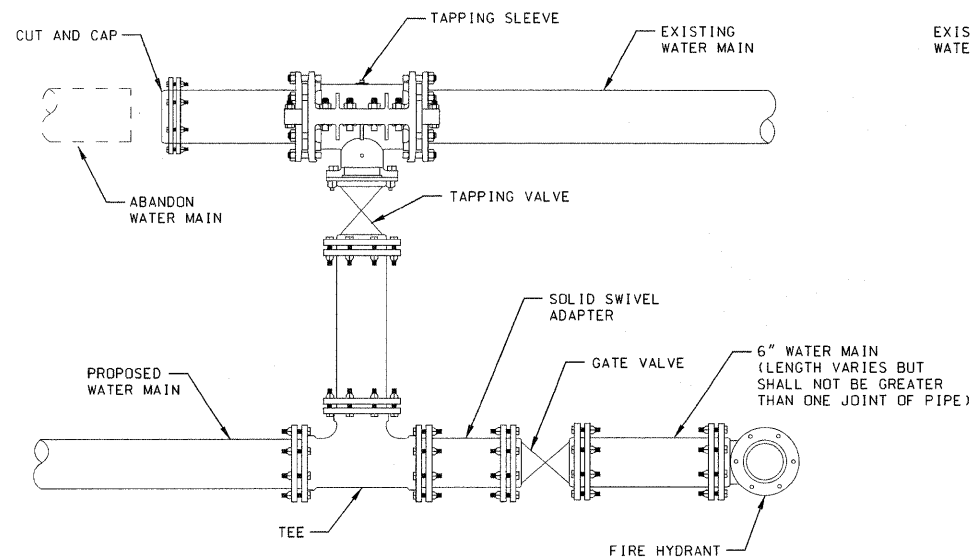 TAPPING SLEEVE
CUT AND CAP
EXISTING
WATER MAIN
EXIS
WATE
ABANDON
WATER MAIN
TAPPING VALVE
SOLID SWIVEL
ADAPTER
GATE VALVE
6" WATER MAIN
(LENGTH VARIES BUT
SHALL NOT BE GREATER
THAN ONE JOINT OF PIPE)
PROPOSED
WATER MAIN
TEE
FIRE HYDRANT